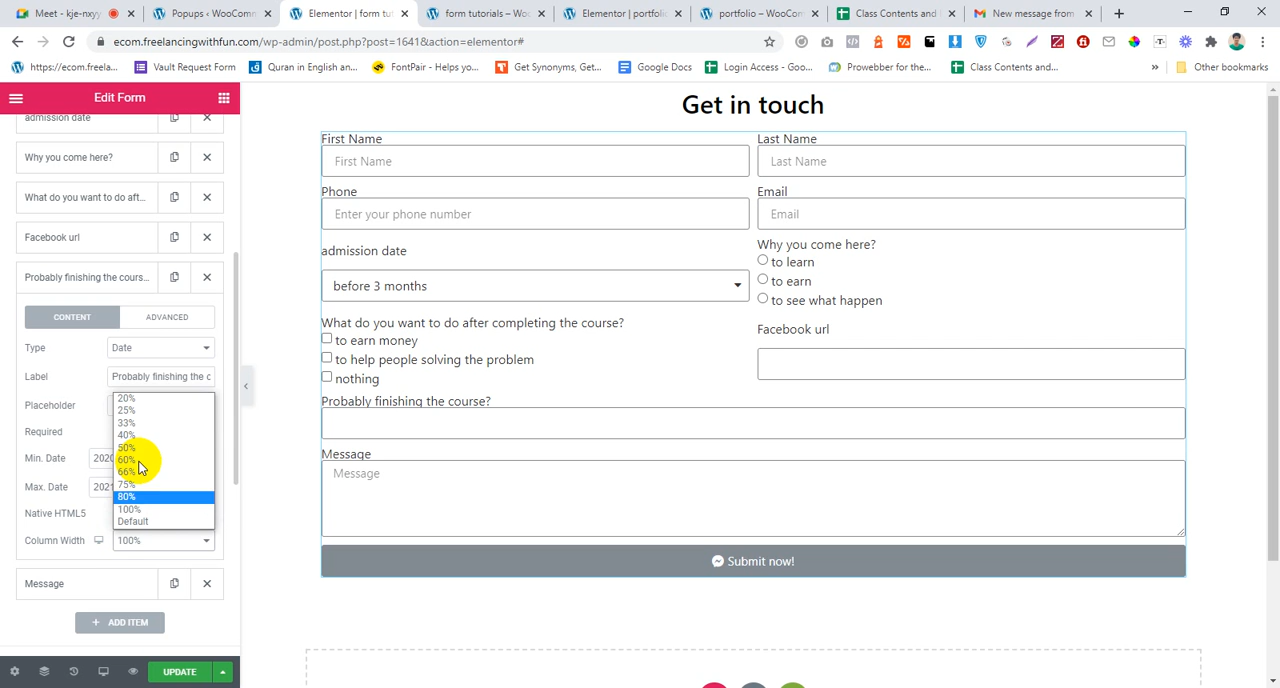 Meet - kje-nxyy
Popups ‹ WooComm
Elementor | form tut
form tutorials – WooC
Elementor | portfolio
portfolio – WooCom
Class Contents and
New message from
ecom.freelancingwithfun.com/wp-admin/post.php?post=1641&action=elementor#
https://ecom.freela...
Vault Request Form
Quran in English an...
FontPair - Helps yo...
Get Synonyms, Get...
Google Docs
Login Access - Goo...
Prowebber for the...
Class Contents and...
»
Other bookmarks
Edit Form
admission date
Why you come here?
What do you want to do aft...
Facebook url
Probably finishing the cours...
CONTENT
ADVANCED
Type
Date
Label
Probably finishing the c
Placeholder
Required
Min. Date
2020
Max. Date
2021
Native HTML5
Column Width
100%
20%
25%
33%
40%
50%
60%
66%
75%
80%
100%
Default
Message
+ ADD ITEM
UPDATE
Get in touch
First Name
Last Name
First Name
Last Name
Phone
Email
Enter your phone number
Email
admission date
before 3 months
Why you come here?
to learn
to earn
to see what happen
What do you want to do after completing the course?
to earn money
to help people solving the problem
nothing
Facebook url
Probably finishing the course?
Message
Message
Submit now!